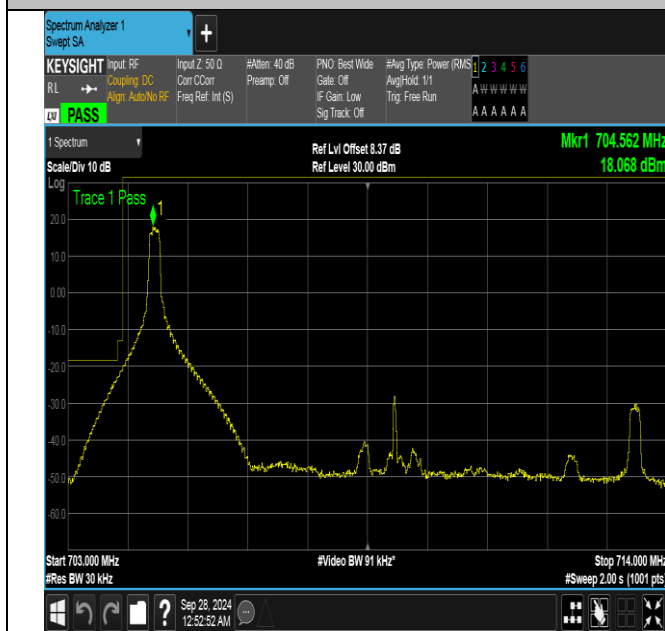 Spectrum Analyzer 1
Swept SA
+
KEYSIGHT Input: RF Input Z: 50 Ω #Atten: 40 dB PNO: Best Wide #Avg Type: Power (RMS 1 2 3 4 5 6
RL Coupling: DC Corr CCorr Preamp: Off Gate: Off Avg|Hold: 1/1 A W W W W W
Align: Auto/No RF Freq Ref: Int (S) IF Gain: Low Trig: Free Run
LXI PASS Sig Track: Off A A A A A A
1 Spectrum Ref Lvl Offset 8.37 dB Mkr1 704.562 MHz
Scale/Div 10 dB Ref Level 30.00 dBm 18.068 dBm
Log
Trace 1 Pass
1
20.0
10.0
0.00
-10.0
-20.0
-30.0
-40.0
-50.0
-60.0
Start 703.000 MHz #Video BW 91 kHz* Stop 714.000 MHz
#Res BW 30 kHz #Sweep 2.00 s (1001 pts)
? Sep 28, 2024
12:52:52 AM